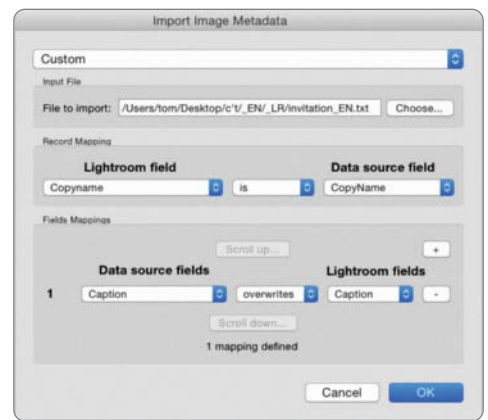 Import Image Metadata
Custom
Input File
File to import: /Users/tom/Desktop/c't/_EN/_LR/invitation_EN.txt Choose...
Record Mapping
Lightroom field Data source field
Copyname is CopyName
Fields Mappings
Scroll up... +
Data source fields Lightroom fields
1 Caption overwrites Caption -
Scroll down...
1 mapping defined
Cancel OK